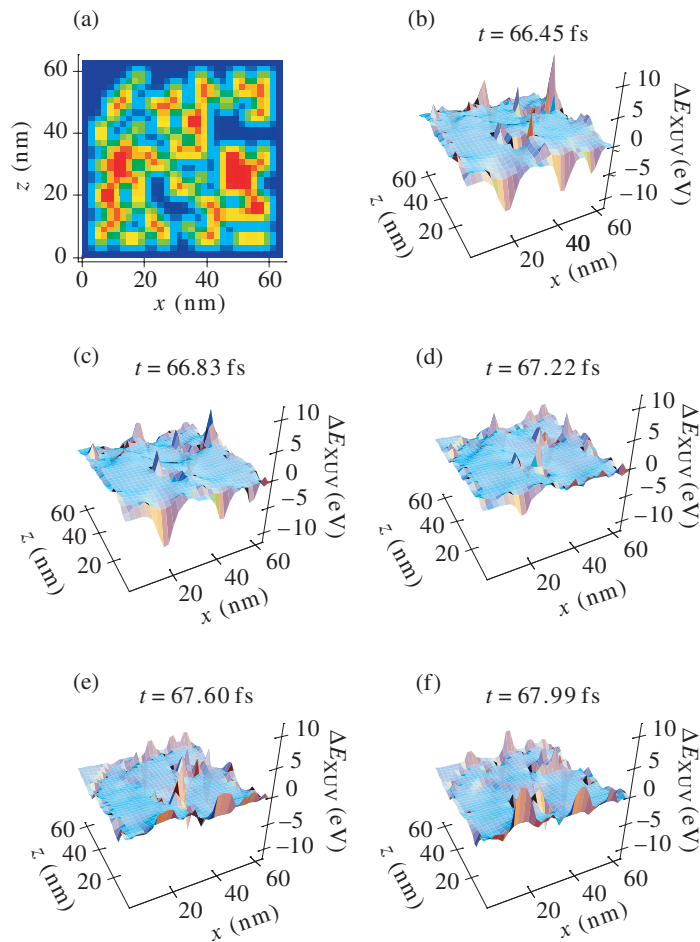 (a)
60
40
20
0
z (nm)
0 20 40 60
x (nm)
(b)
t = 66.45 fs
10
5
0
−5
−10
ΔE_XUV (eV)
60
40
20
z (nm)
20 40 60
x (nm)
(c)
t = 66.83 fs
10
5
0
−5
−10
ΔE_XUV (eV)
60
40
20
z (nm)
20 40 60
x (nm)
(d)
t = 67.22 fs
10
5
0
−5
−10
ΔE_XUV (eV)
60
40
20
z (nm)
20 40 60
x (nm)
(e)
t = 67.60 fs
10
5
0
−5
−10
ΔE_XUV (eV)
60
40
20
z (nm)
20 40 60
x (nm)
(f)
t = 67.99 fs
10
5
0
−5
−10
ΔE_XUV (eV)
60
40
20
z (nm)
20 40 60
x (nm)